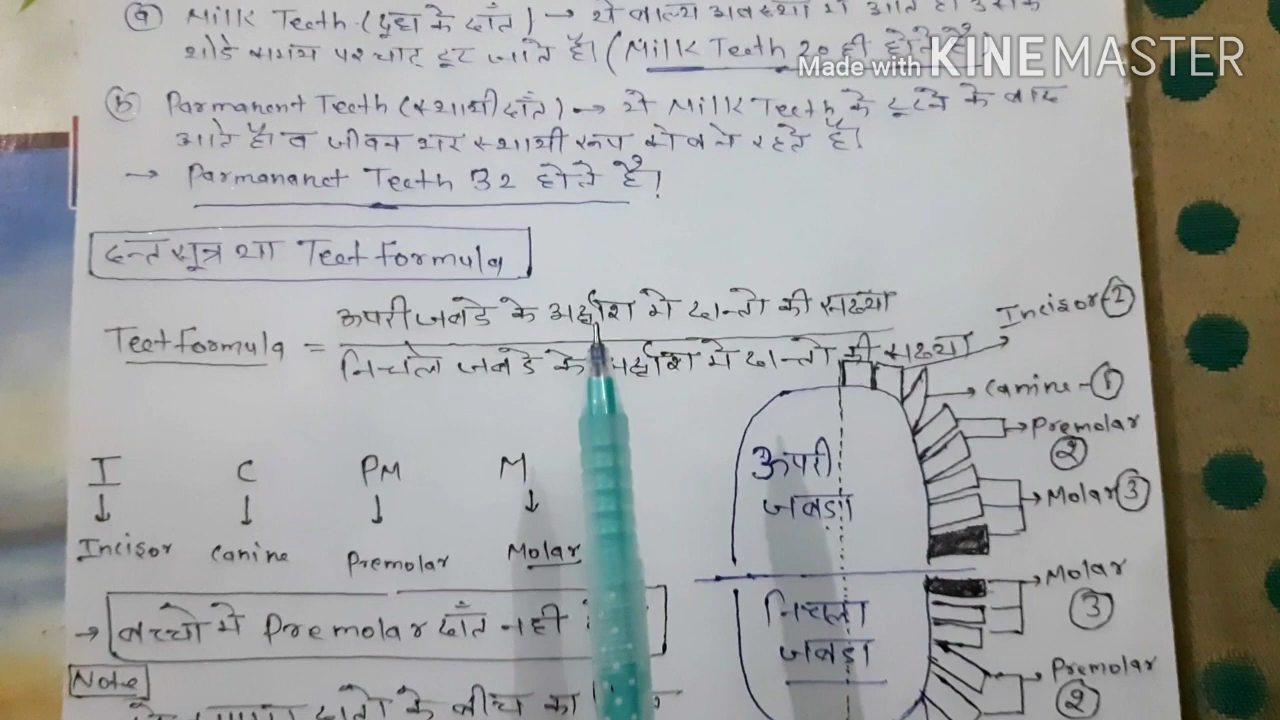 (a) Milk Teeth (दूध के दाँत) → ये बाल्य अवस्था में आते है।
थोडे समय पश्चात टूट जाते है। (Milk Teeth 20 ही होते है)
Made with KINEMASTER
(b) Parmanent Teeth (स्थायी दाँत) → ये Milk Teeth के टूटने के बाद
आते है। व जीवन भर स्थायी रूप से बने रहते है।
→ Parmananct Teeth 32 होते है।
दन्तसूत्र या Teet formula
Teet formula = ऊपरी जबडे के अर्द्धांश मे दान्तो की संख्या
निचले जबडे के अर्द्धांश मे दान्तो की संख्या
Incisor-2
Canine-1
Premolar
2
Molar 3
ऊपरी
जबड़ा
I C PM M
↓ ↓ ↓ ↓
Incisor Canine Premolar Molar
Molar
3
निचला
जबड़ा
Premolar
2
→ बच्चो मे Premolar दाँत नही
Note
दांतो के बीच का